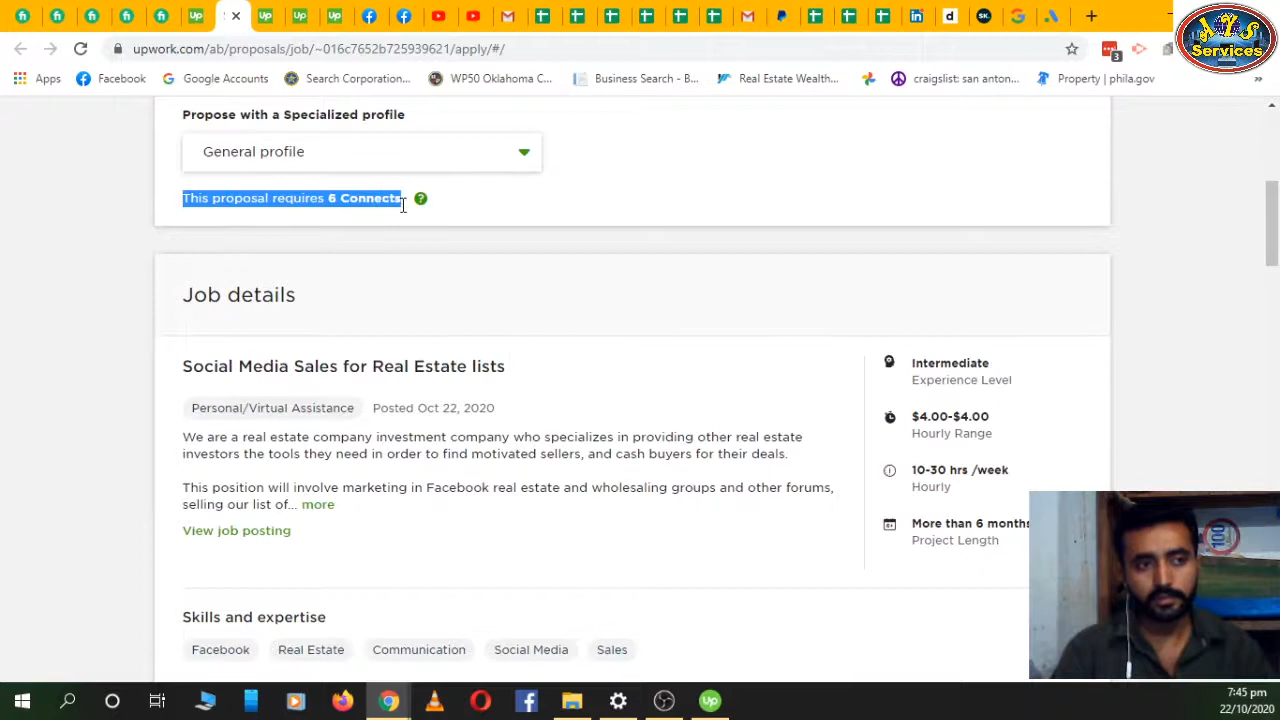 upwork.com/ab/proposals/job/~016c7652b725939621/apply/#/
3
AZS
Services
Apps
Facebook
Google Accounts
Search Corporation...
WP50 Oklahoma C...
Business Search - B...
Real Estate Wealth...
craigslist: san anton...
Property | phila.gov
»
Propose with a Specialized profile
General profile
This proposal requires 6 Connects
?
Job details
Social Media Sales for Real Estate lists
Personal/Virtual Assistance
Posted Oct 22, 2020
We are a real estate company investment company who specializes in providing other real estate
investors the tools they need in order to find motivated sellers, and cash buyers for their deals.
This position will involve marketing in Facebook real estate and wholesaling groups and other forums,
selling our list of... more
View job posting
Intermediate
Experience Level
$4.00-$4.00
Hourly Range
10-30 hrs /week
Hourly
More than 6 months
Project Length
Skills and expertise
Facebook
Real Estate
Communication
Social Media
Sales
100
7:45 pm
22/10/2020